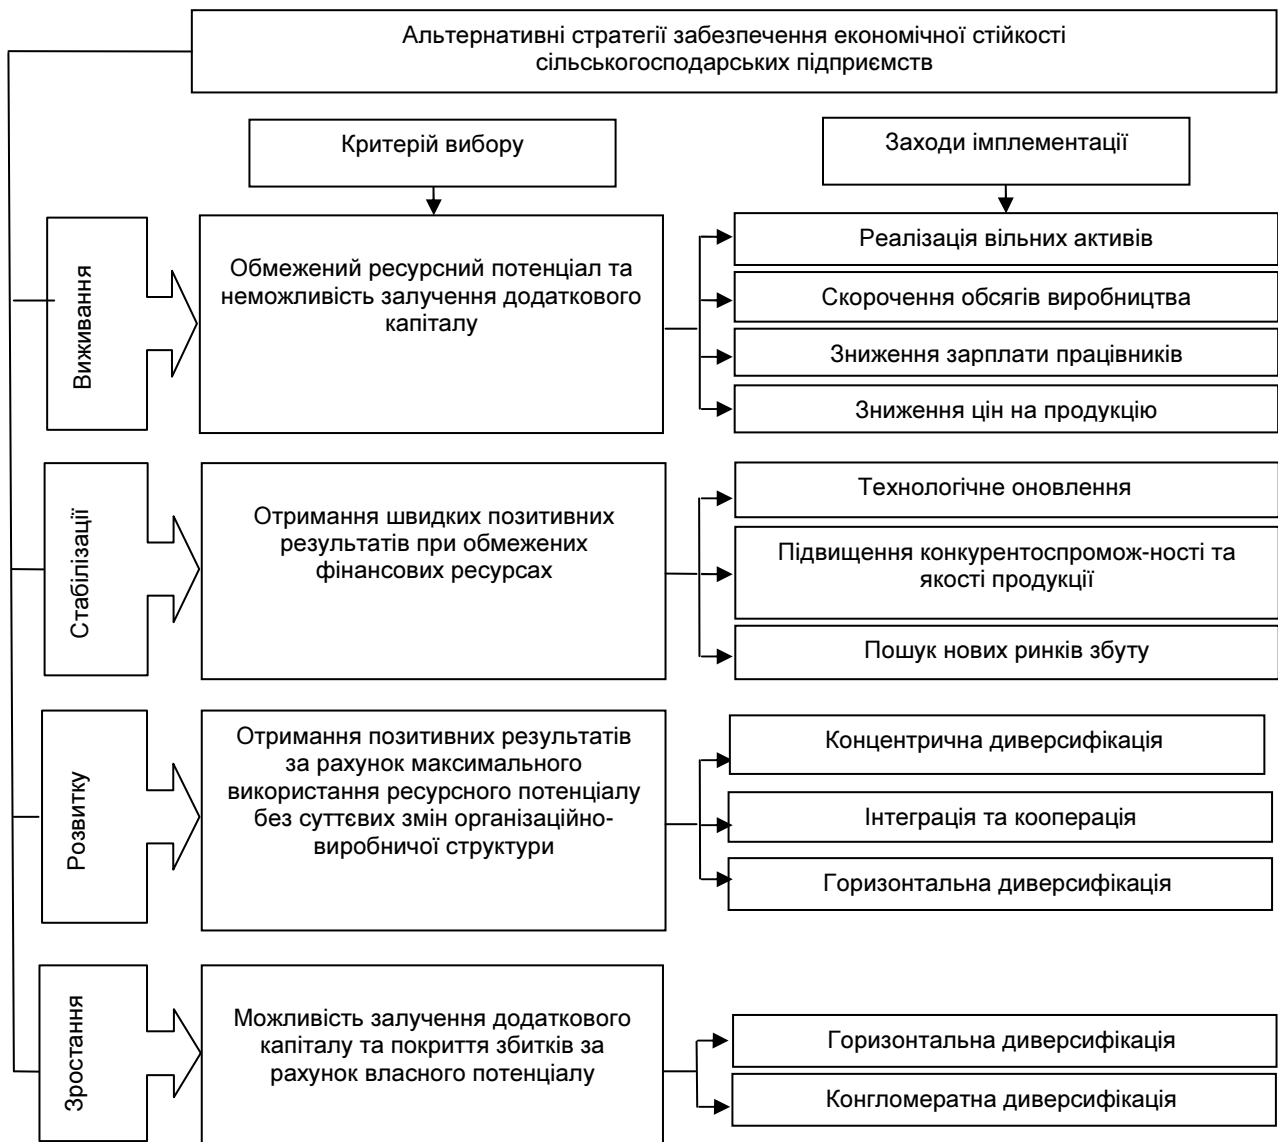 Альтернативні стратегії забезпечення економічної стійкості
сільськогосподарських підприємств
Критерій вибору
Заходи імплементації
Виживання
Обмежений ресурсний потенціал та
неможливість залучення додаткового
капіталу
Реалізація вільних активів
Скорочення обсягів виробництва
Зниження зарплати працівників
Зниження цін на продукцію
Стабілізації
Отримання швидких позитивних
результатів при обмежених
фінансових ресурсах
Технологічне оновлення
Підвищення конкурентоспромож-ності та
якості продукції
Пошук нових ринків збуту
Розвитку
Отримання позитивних результатів
за рахунок максимального
використання ресурсного потенціалу
без суттєвих змін організаційно-
виробничої структури
Концентрична диверсифікація
Інтеграція та кооперація
Горизонтальна диверсифікація
Зростання
Можливість залучення додаткового
капіталу та покриття збитків за
рахунок власного потенціалу
Горизонтальна диверсифікація
Конгломератна диверсифікація